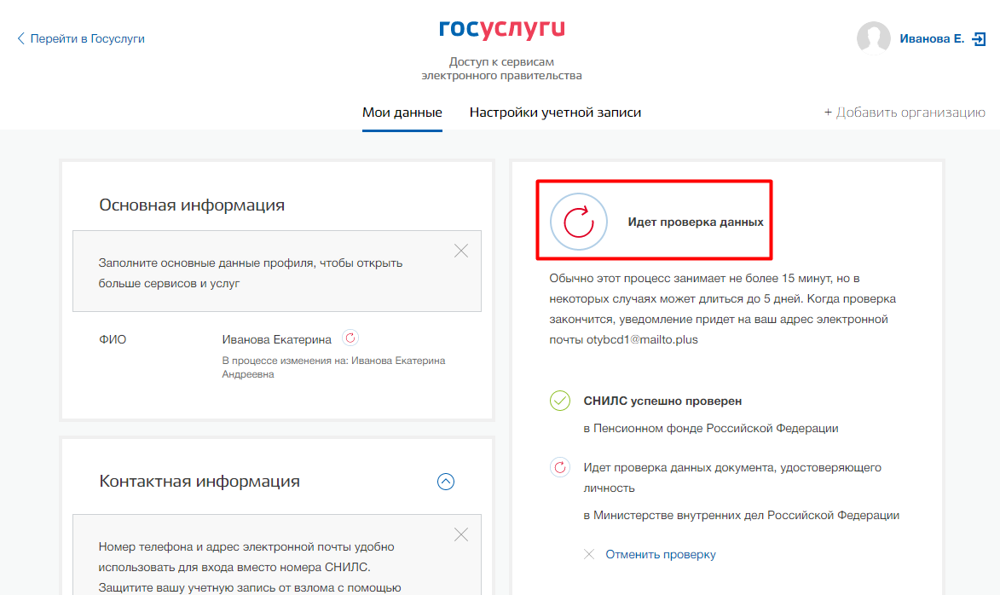 Перейти в Госуслуги
госуслуги
Доступ к сервисам
электронного правительства
Иванова Е.
Мои данные
Настройки учетной записи
+ Добавить организацию
Основная информация
Заполните основные данные профиля, чтобы открыть
больше сервисов и услуг
ФИО
Иванова Екатерина
В процессе изменения на: Иванова Екатерина
Андреевна
Контактная информация
Номер телефона и адрес электронной почты удобно
использовать для входа вместо номера СНИЛС.
Защитите вашу учетную запись от взлома с помощью
Идет проверка данных
Обычно этот процесс занимает не более 15 минут, но в
некоторых случаях может длиться до 5 дней. Когда проверка
закончится, уведомление придет на ваш адрес электронной
почты otybcd1@mailto.plus
СНИЛС успешно проверен
в Пенсионном фонде Российской Федерации
Идет проверка данных документа, удостоверяющего
личность
в Министерстве внутренних дел Российской Федерации
Отменить проверку